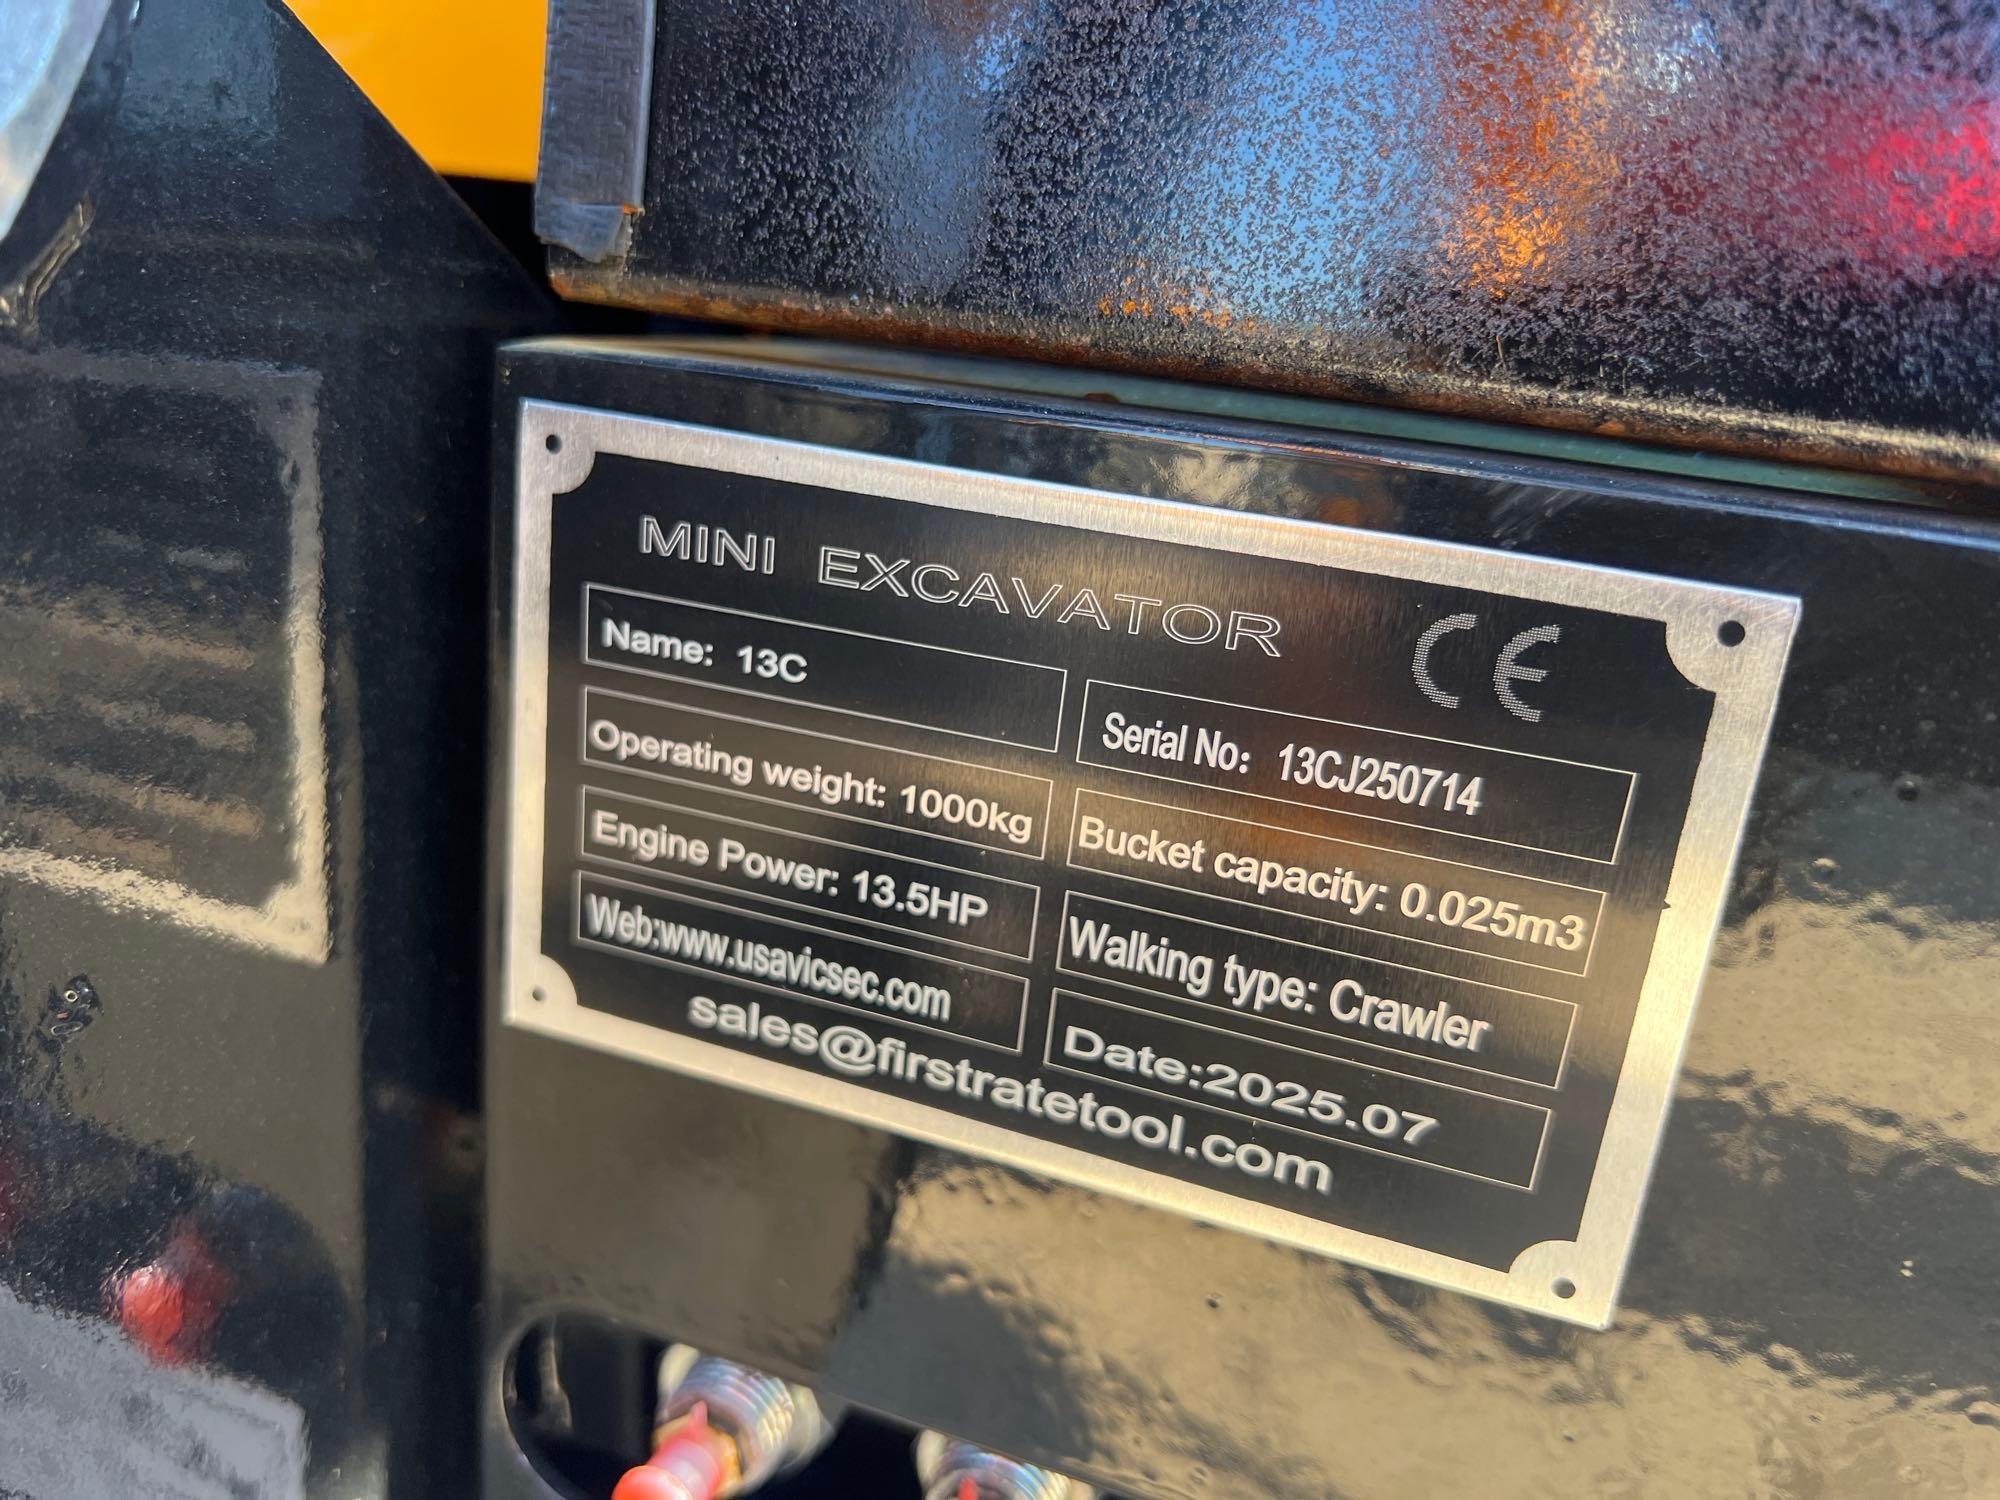 MINI EXCAVATOR
CE
Name: 13C
Serial No: 13CJ250714
Operating weight: 1000kg
Bucket capacity: 0.025m3
Engine Power: 13.5HP
Walking type: Crawler
Web:www.usavicsec.com
Date:2025.07
sales@firstratetool.com